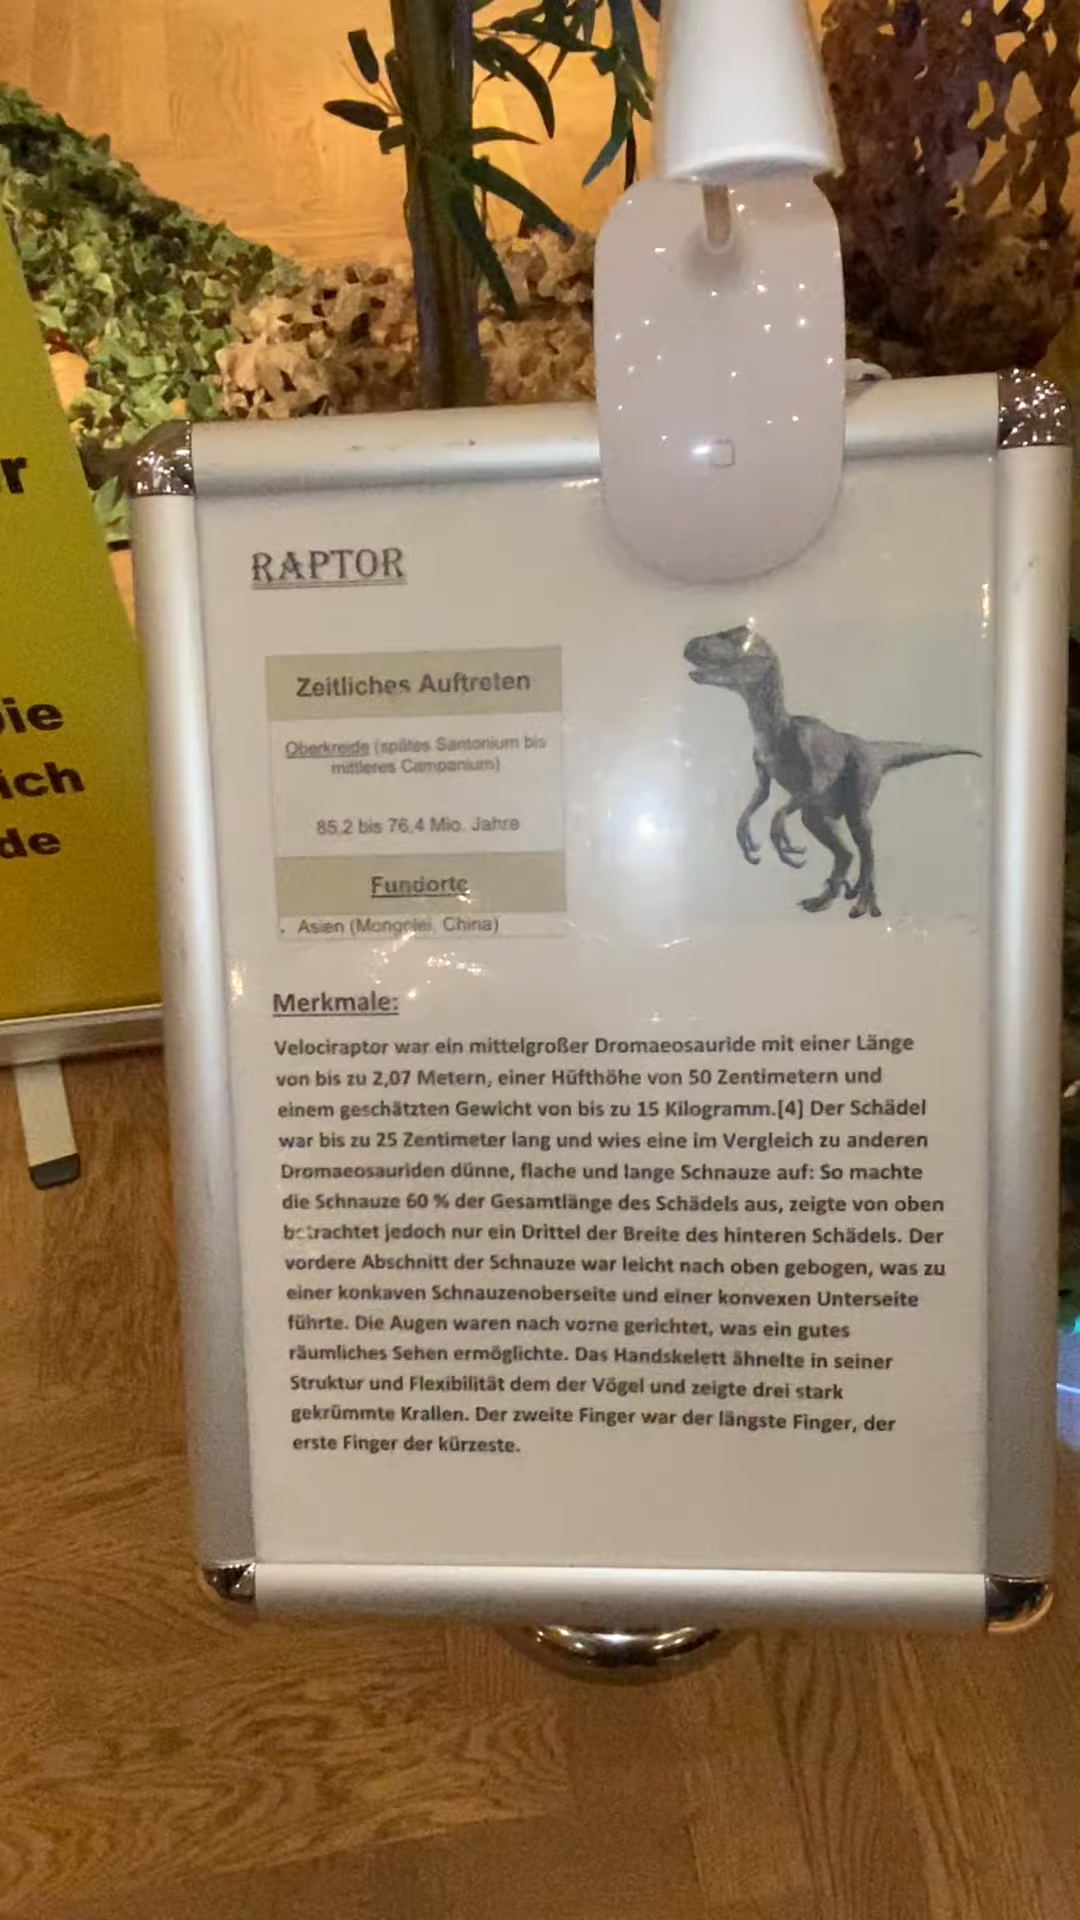 r
ie
ich
de
RAPTOR
Zeitliches Auftreten
Oberkreide (spätes Santonium bis
mittleres Campanium)
85,2 bis 76,4 Mio. Jahre
Fundorte
• Asien (Mongolei, China)
Merkmale:
Velociraptor war ein mittelgroßer Dromaeosauride mit einer Länge
von bis zu 2,07 Metern, einer Hüfthöhe von 50 Zentimetern und
einem geschätzten Gewicht von bis zu 15 Kilogramm.[4] Der Schädel
war bis zu 25 Zentimeter lang und wies eine im Vergleich zu anderen
Dromaeosauriden dünne, flache und lange Schnauze auf: So machte
die Schnauze 60 % der Gesamtlänge des Schädels aus, zeigte von oben
betrachtet jedoch nur ein Drittel der Breite des hinteren Schädels. Der
vordere Abschnitt der Schnauze war leicht nach oben gebogen, was zu
einer konkaven Schnauzenoberseite und einer konvexen Unterseite
führte. Die Augen waren nach vorne gerichtet, was ein gutes
räumliches Sehen ermöglichte. Das Handskelett ähnelte in seiner
Struktur und Flexibilität dem der Vögel und zeigte drei stark
gekrümmte Krallen. Der zweite Finger war der längste Finger, der
erste Finger der kürzeste.